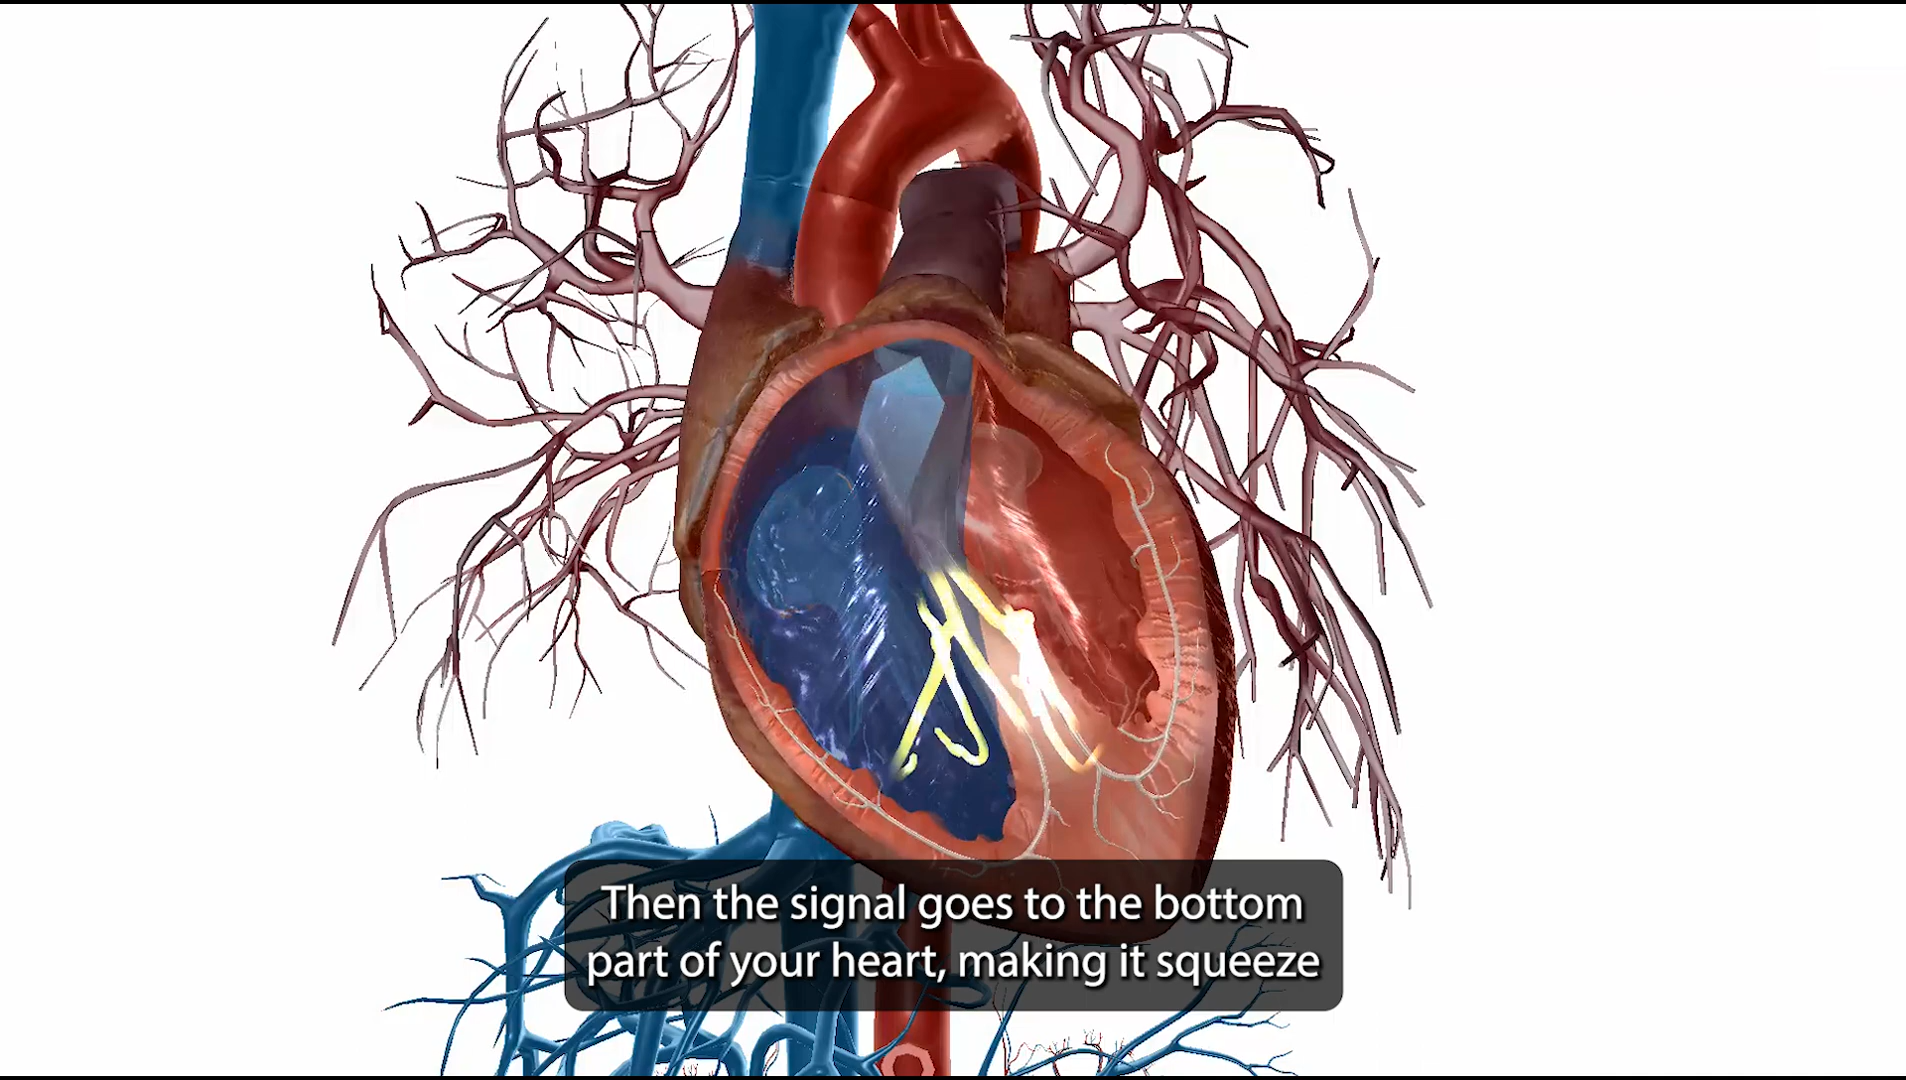 Then the signal goes to the bottom
part of your heart, making it squeeze